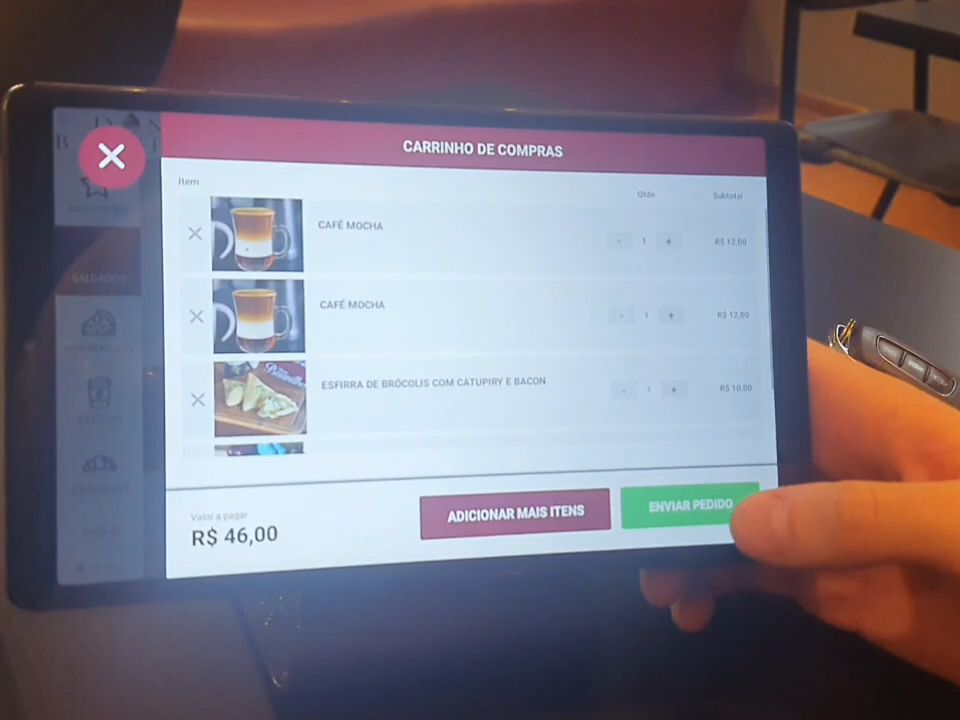 CARRINHO DE COMPRAS
Item Qtde Subtotal
CAFÉ MOCHA - 1 + R$ 12,00
CAFÉ MOCHA - 1 + R$ 12,00
ESFIRRA DE BRÓCOLIS COM CATUPIRY E BACON - 1 + R$ 10,00
SALGADOS
Valor a pagar
R$ 46,00
ADICIONAR MAIS ITENS
ENVIAR PEDIDO